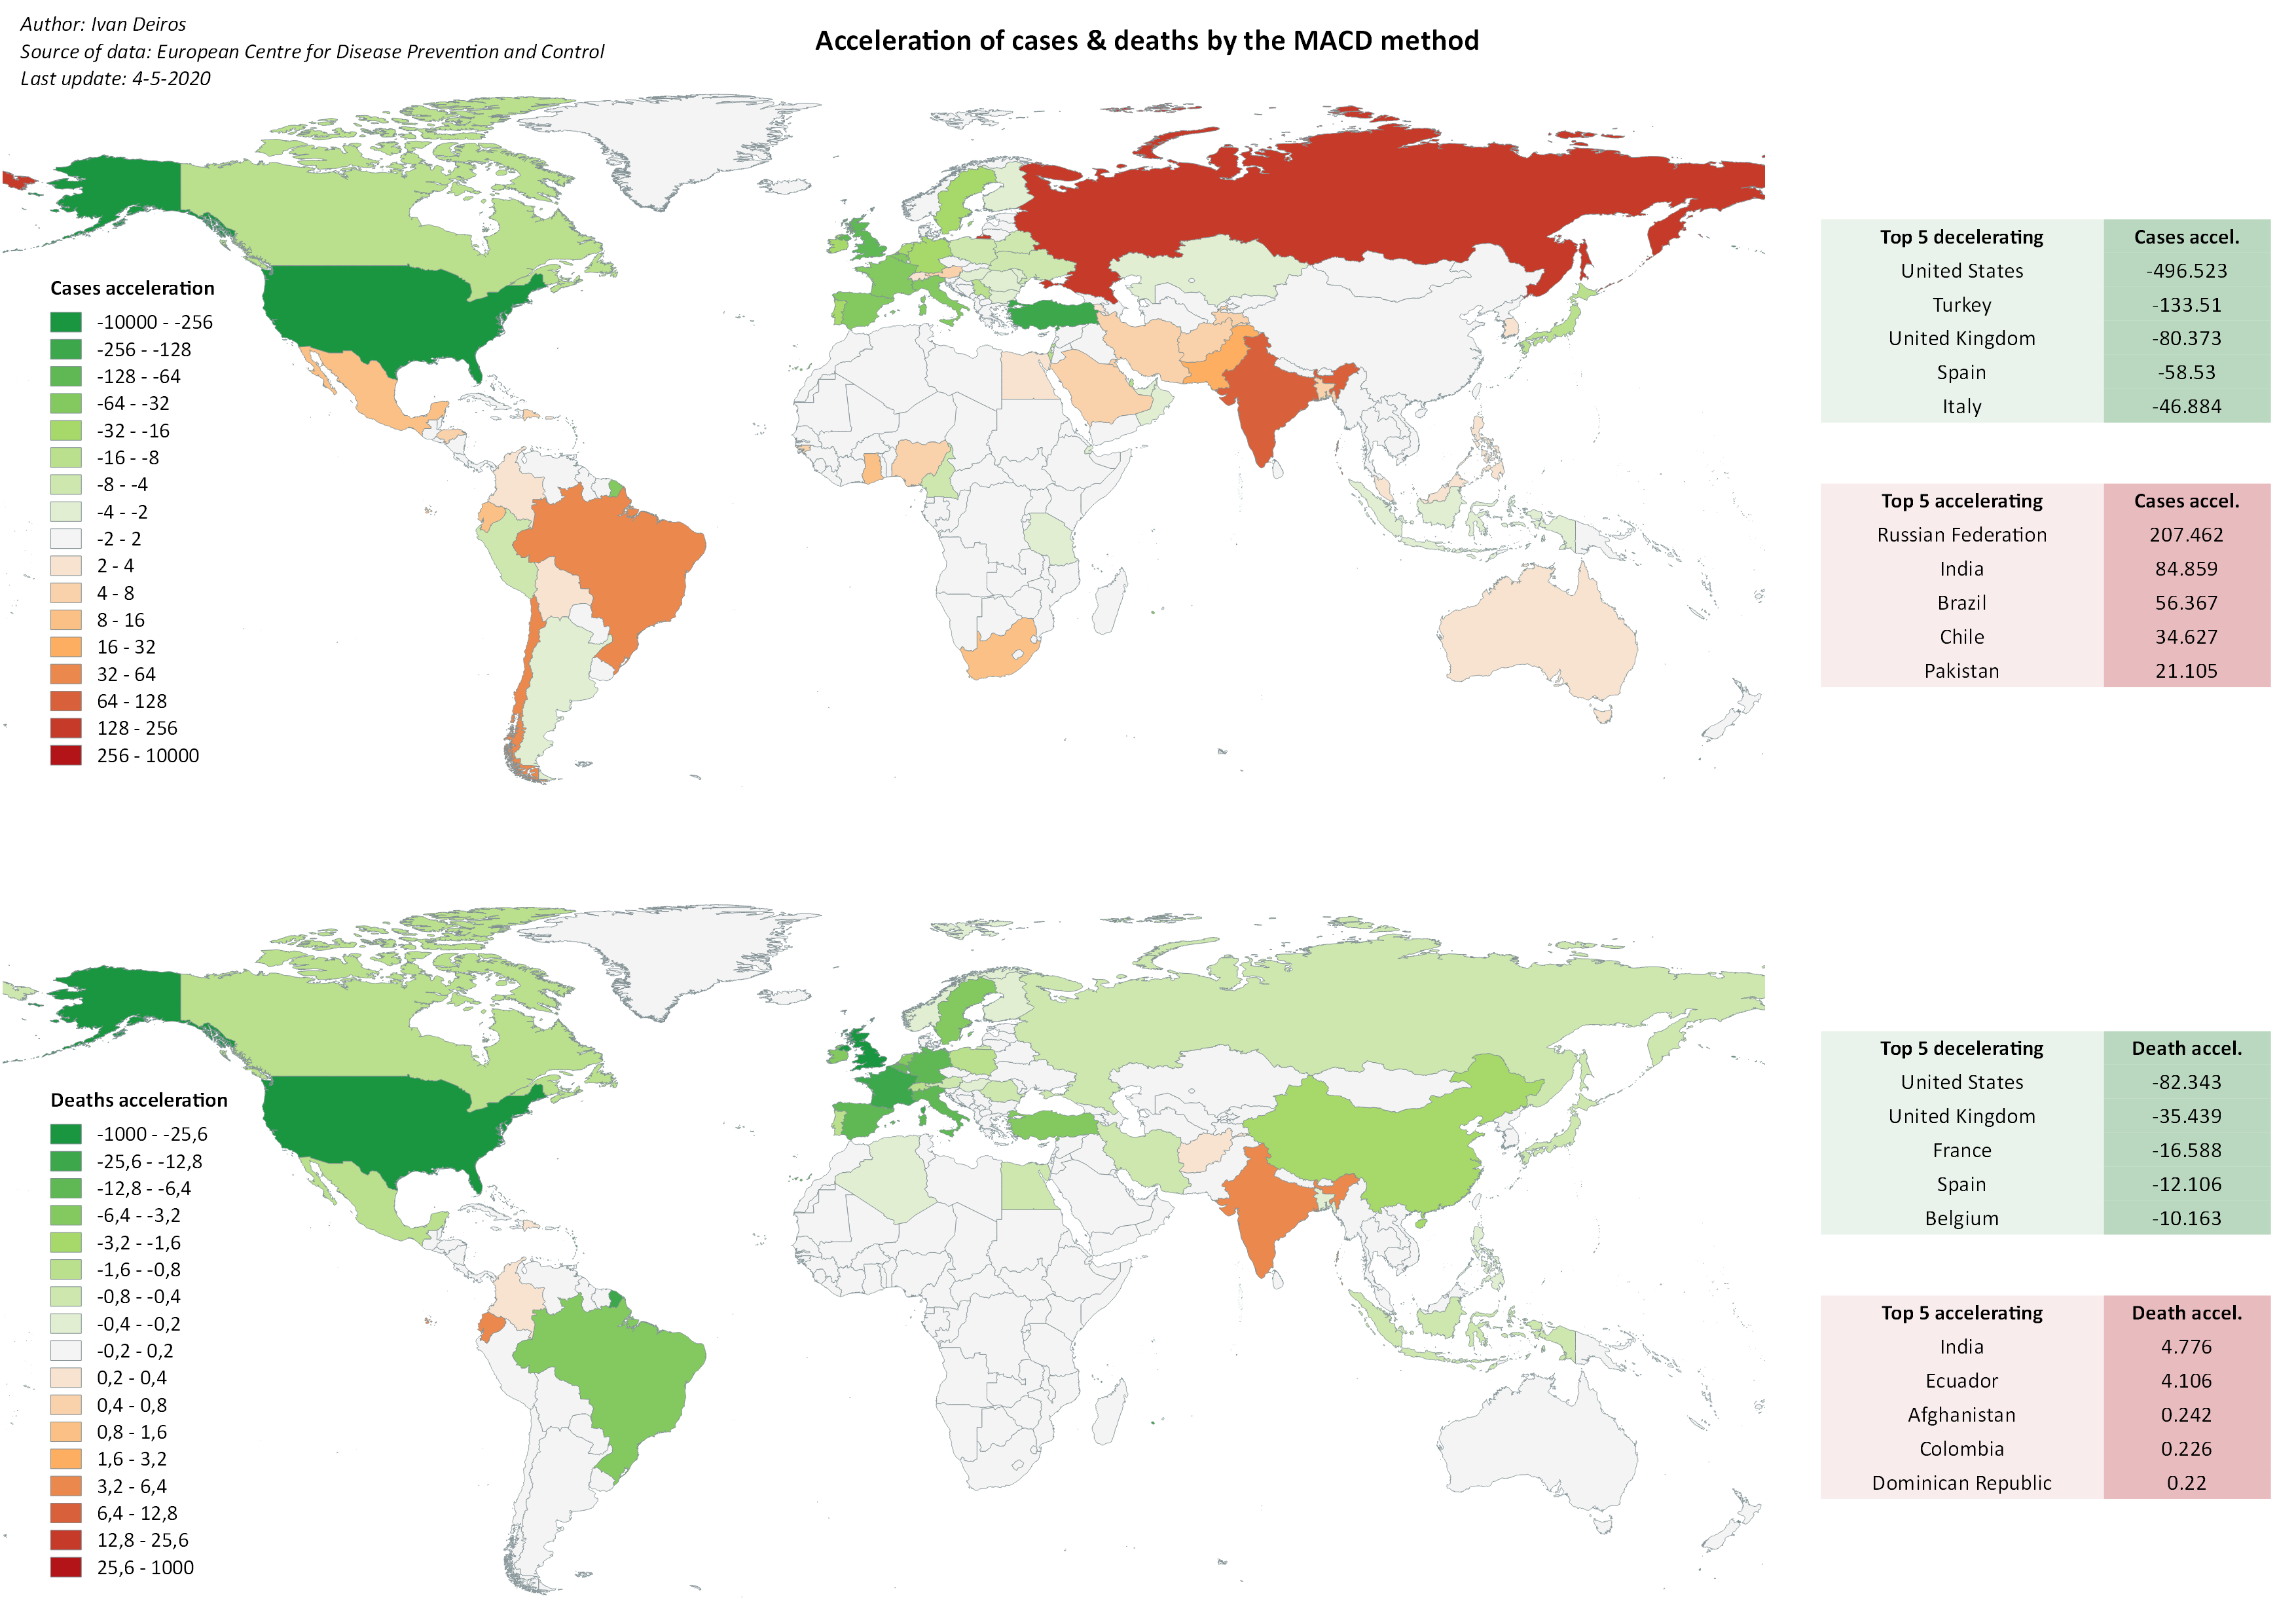 Author: Ivan Deiros
Source of data: European Centre for Disease Prevention and Control
Last update: 4-5-2020
Acceleration of cases & deaths by the MACD method
Cases acceleration
-10000 - -256
-256 - -128
-128 - -64
-64 - -32
-32 - -16
-16 - -8
-8 - -4
-4 - -2
-2 - 2
2 - 4
4 - 8
8 - 16
16 - 32
32 - 64
64 - 128
128 - 256
256 - 10000
Top 5 decelerating Cases accel.
United States -496.523
Turkey -133.51
United Kingdom -80.373
Spain -58.53
Italy -46.884
Top 5 accelerating Cases accel.
Russian Federation 207.462
India 84.859
Brazil 56.367
Chile 34.627
Pakistan 21.105
Deaths acceleration
-1000 - -25,6
-25,6 - -12,8
-12,8 - -6,4
-6,4 - -3,2
-3,2 - -1,6
-1,6 - -0,8
-0,8 - -0,4
-0,4 - -0,2
-0,2 - 0,2
0,2 - 0,4
0,4 - 0,8
0,8 - 1,6
1,6 - 3,2
3,2 - 6,4
6,4 - 12,8
12,8 - 25,6
25,6 - 1000
Top 5 decelerating Death accel.
United States -82.343
United Kingdom -35.439
France -16.588
Spain -12.106
Belgium -10.163
Top 5 accelerating Death accel.
India 4.776
Ecuador 4.106
Afghanistan 0.242
Colombia 0.226
Dominican Republic 0.22